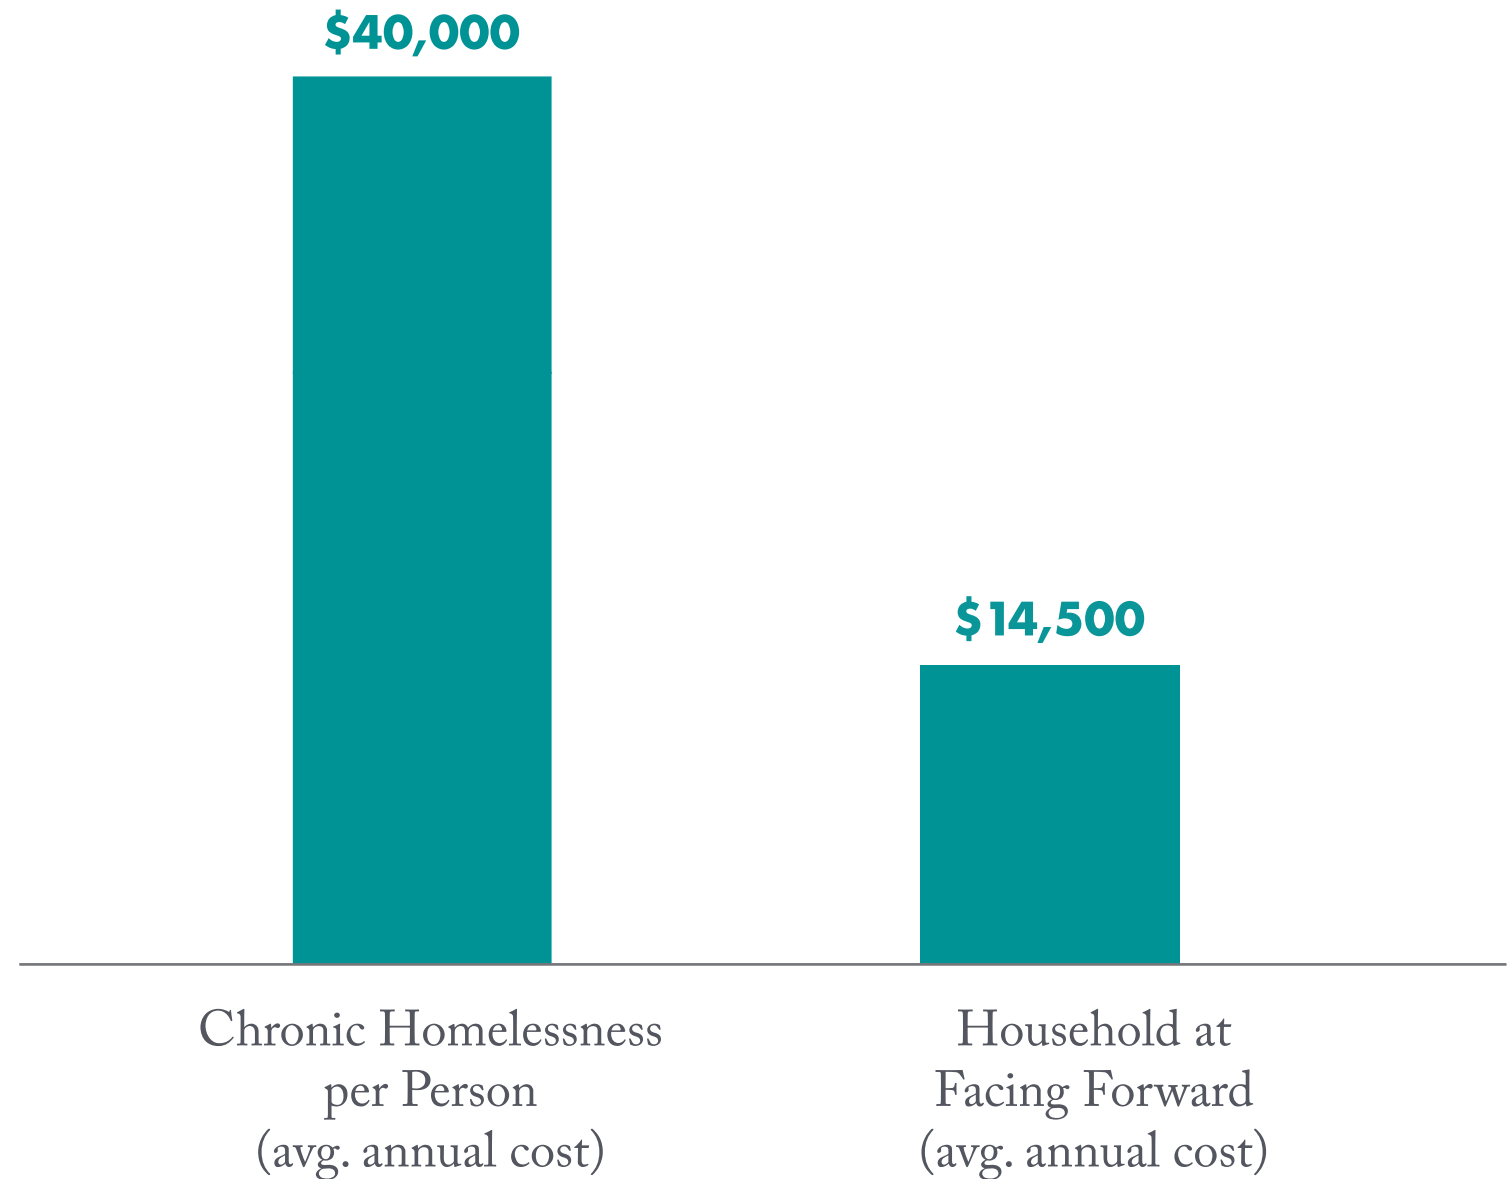 $40,000
$14,500
Chronic Homelessness
per Person
(avg. annual cost)
Household at
Facing Forward
(avg. annual cost)